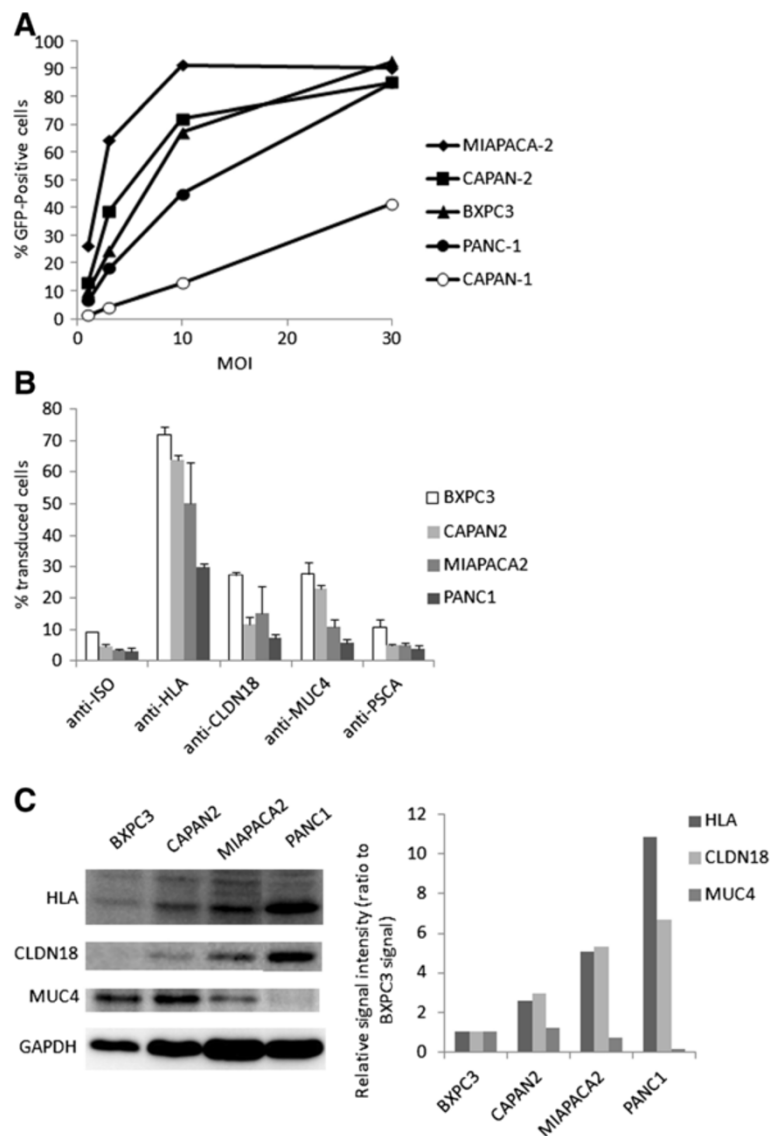 A
100
90
80
70
60
50
40
30
20
10
0
% GFP-Positive cells
0
10
20
30
MOI
MIAPACA-2
CAPAN-2
BXPC3
PANC-1
CAPAN-1
B
80
70
60
50
40
30
20
10
0
% transduced cells
anti-ISO
anti-HLA
anti-CLDN18
anti-MUC4
anti-PSCA
BXPC3
CAPAN2
MIAPACA2
PANC1
C
BXPC3
CAPAN2
MIAPACA2
PANC1
HLA
CLDN18
MUC4
GAPDH
Relative signal intensity (ratio to
BXPC3 signal)
12
10
8
6
4
2
0
BXPC3
CAPAN2
MIAPACA2
PANC1
HLA
CLDN18
MUC4